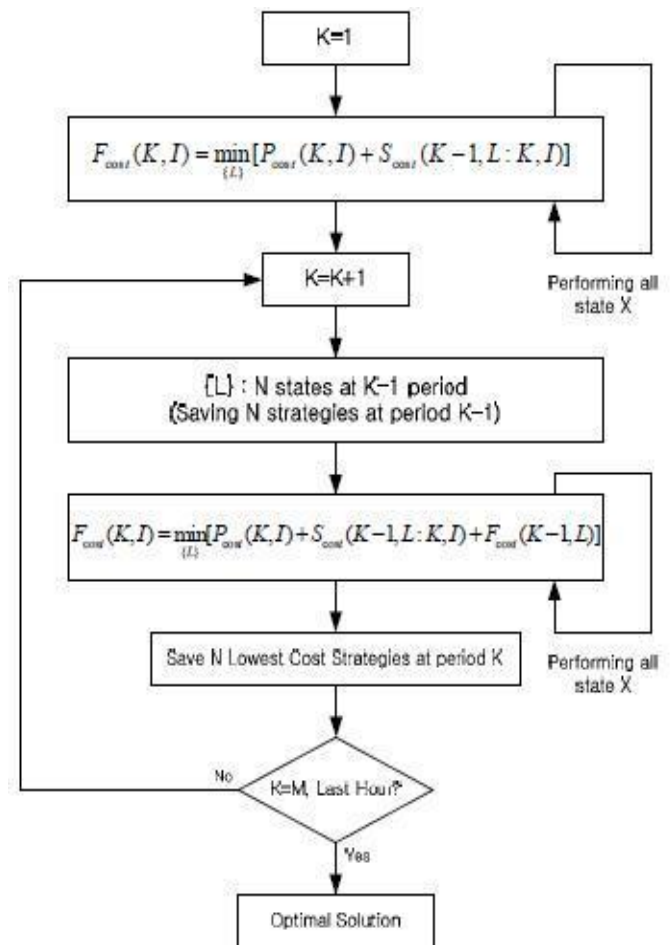 K=1
F_cost(K,I) = min_{L}[P_cost(K,I) + S_cost(K-1,L:K,I)]
Performing all
state X
K=K+1
{L} : N states at K-1 period
(Saving N strategies at period K-1)
F_cost(K,I) = min_{L}[P_cost(K,I) + S_cost(K-1,L:K,I) + F_cost(K-1,L)]
Performing all
state X
Save N Lowest Cost Strategies at period K
K=M, Last Hour?
No
Yes
Optimal Solution